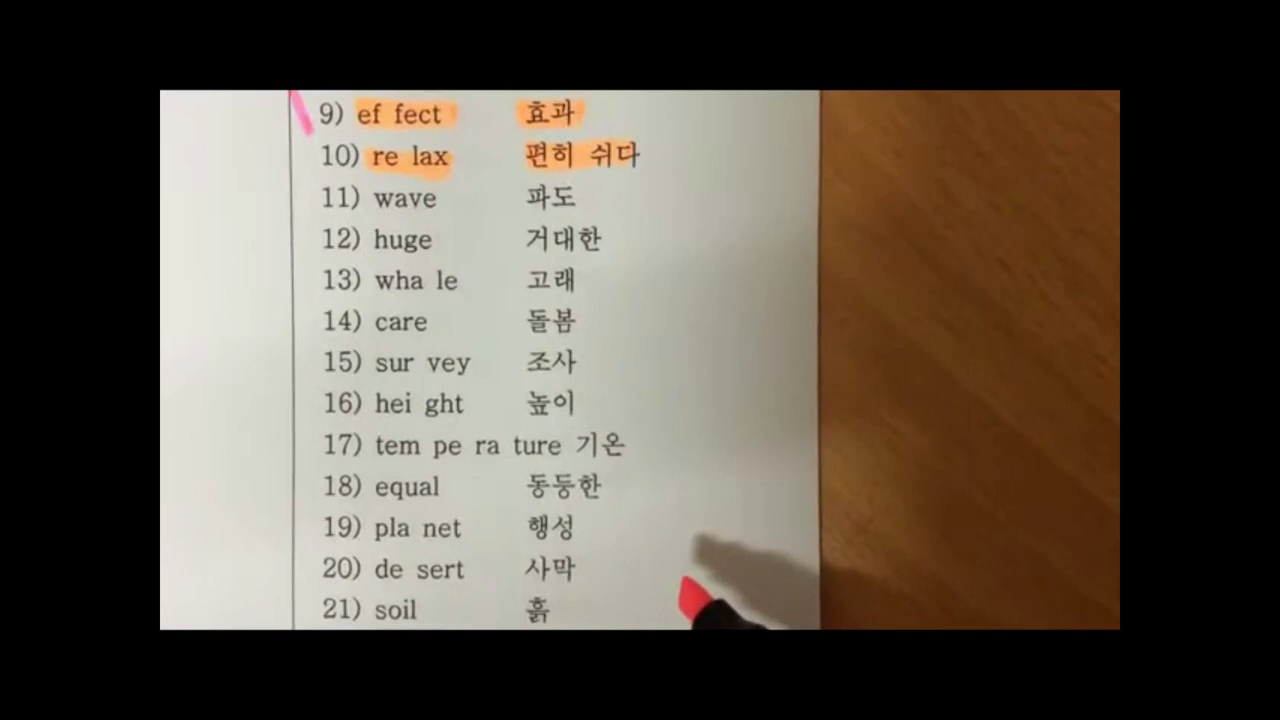 9) ef fect 효과
10) re lax 편히 쉬다
11) wave 파도
12) huge 거대한
13) wha le 고래
14) care 돌봄
15) sur vey 조사
16) hei ght 높이
17) tem pe ra ture 기온
18) equal 동등한
19) pla net 행성
20) de sert 사막
21) soil 흙